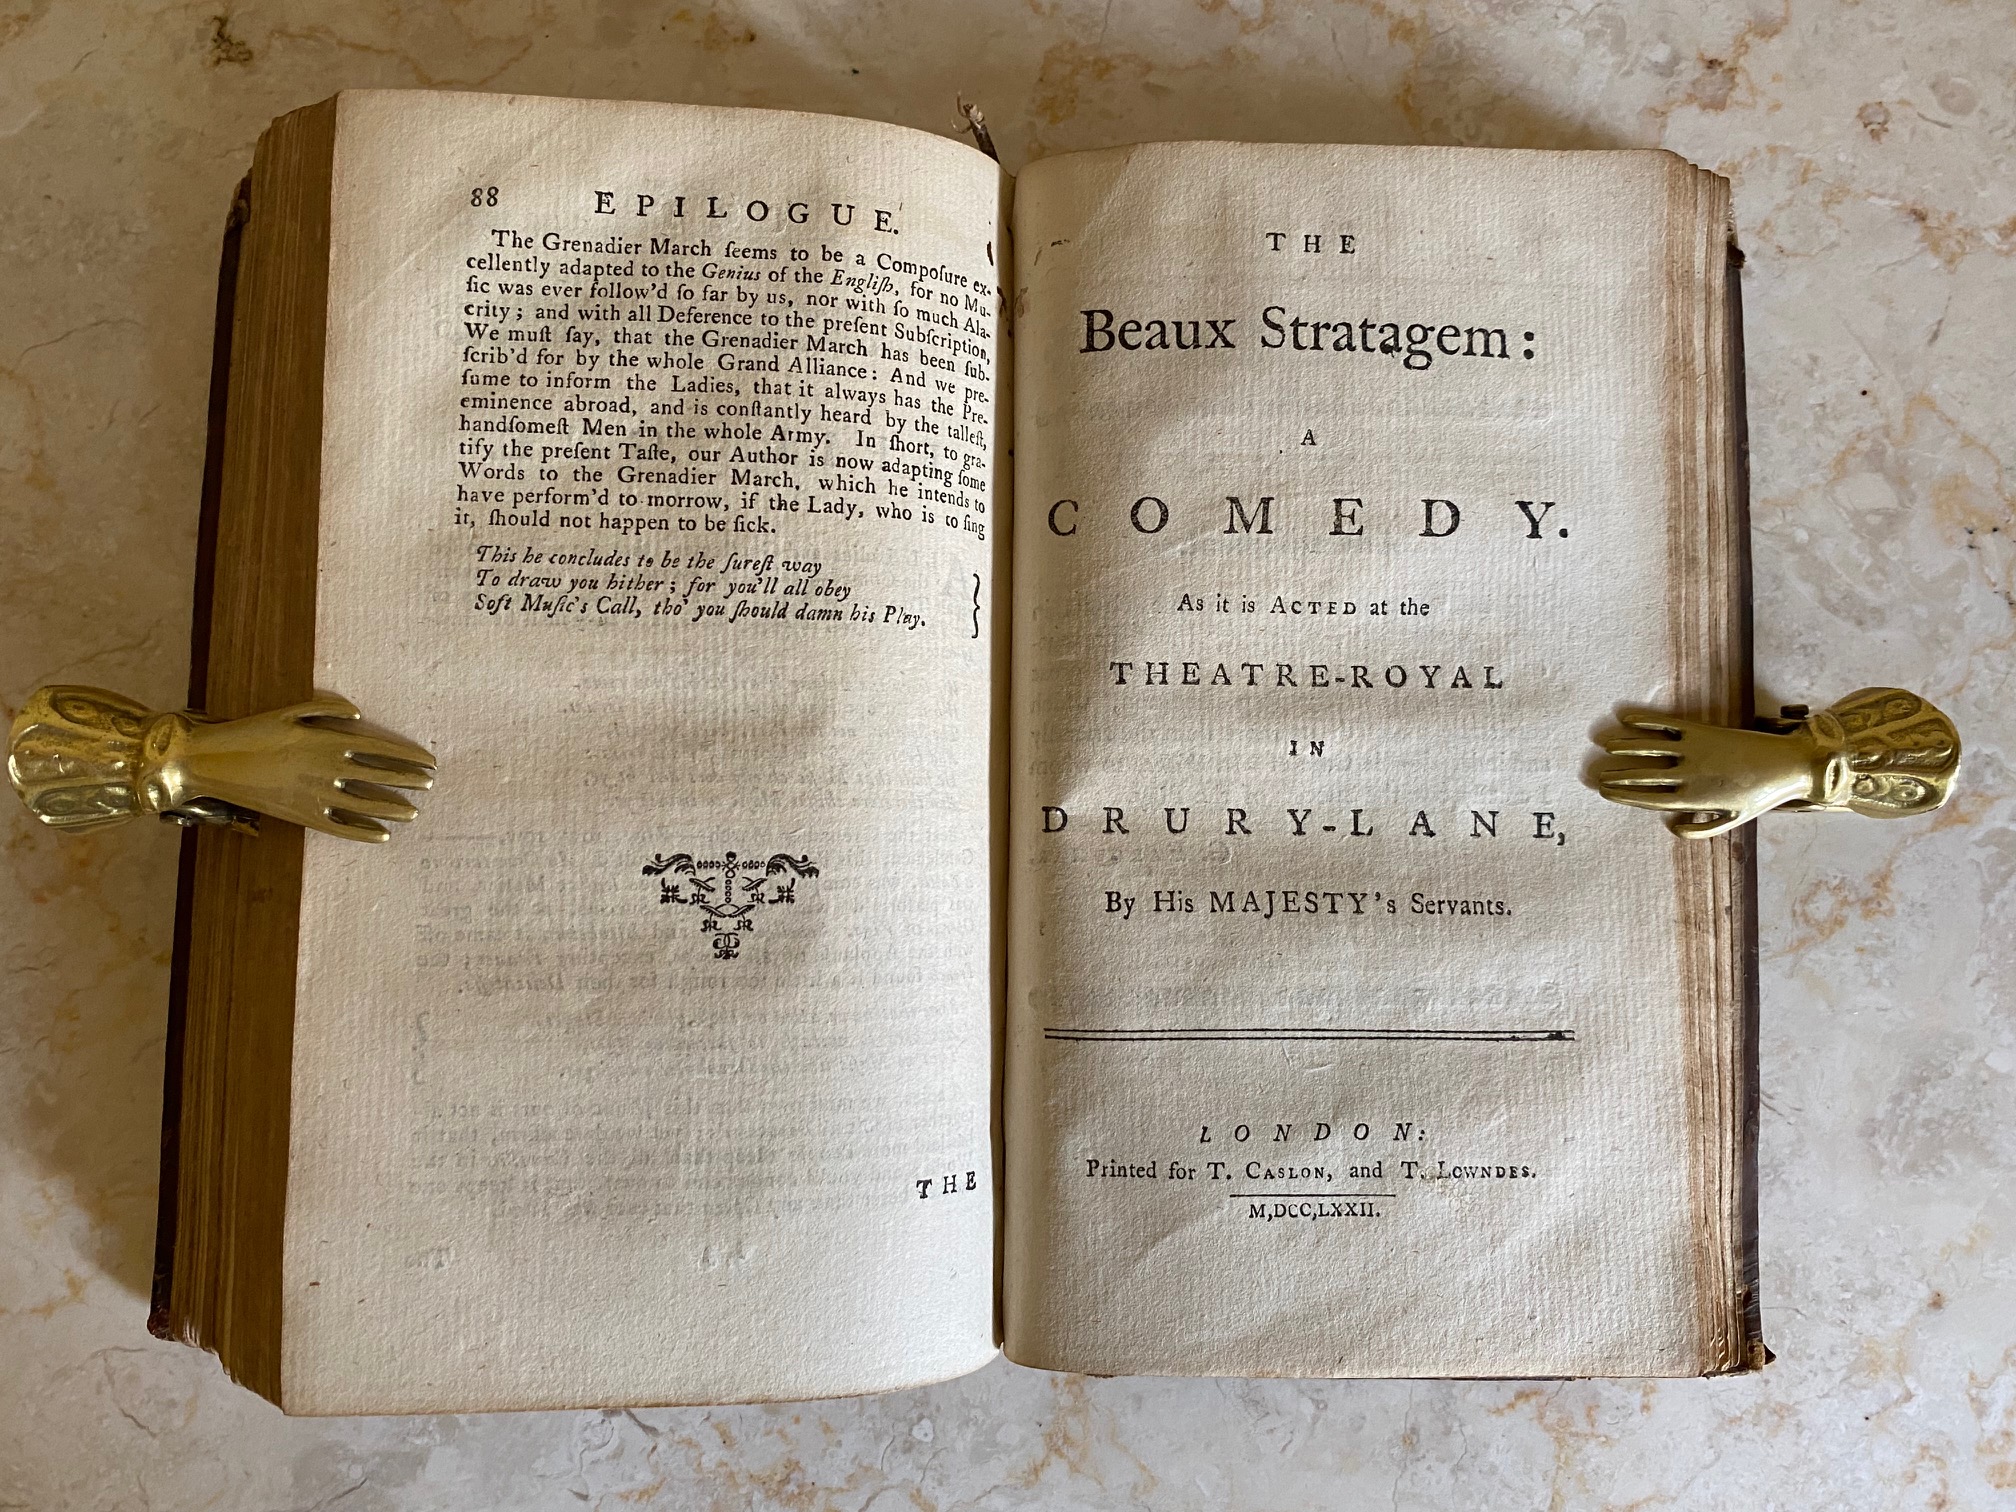 88 EPILOGUE.
The Grenadier March ſeems to be a Compoſure ex-
cellently adapted to the Genius of the Engliſh, for no Mu-
ſic was ever follow'd ſo far by us, nor with ſo much Ala-
crity; and with all Deference to the preſent Subſcription,
We muſt ſay, that the Grenadier March has been ſub-
ſcrib'd for by the whole Grand Alliance: And we pre-
ſume to inform the Ladies, that it always has the Pre-
eminence abroad, and is conſtantly heard by the talleſt,
handſomeſt Men in the whole Army. In ſhort, to gra-
tify the preſent Taſte, our Author is now adapting ſome
Words to the Grenadier March, which he intends to
have perform'd to-morrow, if the Lady, who is to ſing
it, ſhould not happen to be ſick.
This he concludes to be the ſureſt way
To draw you hither; for you'll all obey
Soft Muſic's Call, tho' you ſhould damn his Play.
THE
THE
Beaux Stratagem:
A
COMEDY.
As it is ACTED at the
THEATRE-ROYAL
IN
DRURY-LANE,
By His MAJESTY's Servants.
LONDON:
Printed for T. CASLON, and T. LOWNDES.
M,DCC,LXXII.